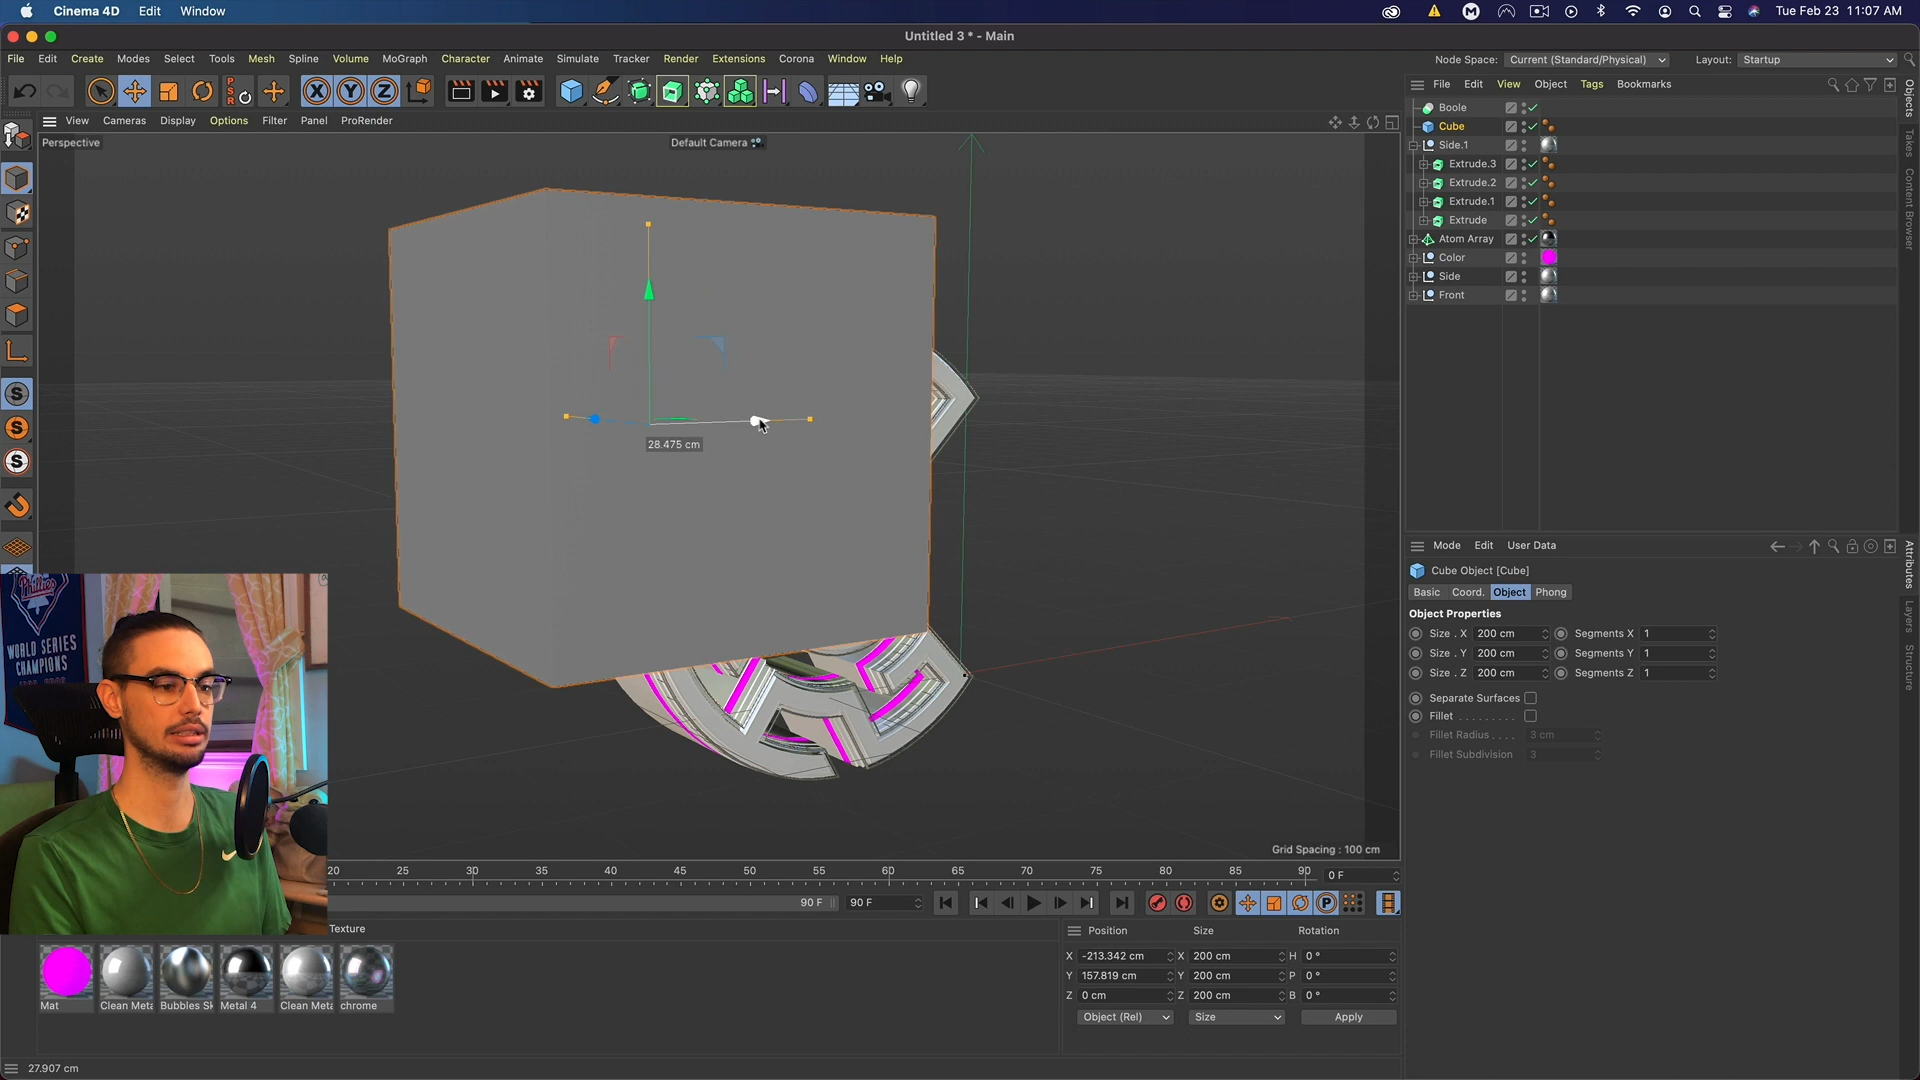 Cinema 4D Edit Window
Tue Feb 23 11:07 AM
Untitled 3 * - Main
File Edit Create Modes Select Tools Mesh Spline Volume MoGraph Character Animate Simulate Tracker Render Extensions Corona Window Help
Node Space: Current (Standard/Physical) Layout: Startup
View Cameras Display Options Filter Panel ProRender
File Edit View Object Tags Bookmarks
Perspective
Default Camera
Boole
Cube
Side.1
Extrude.3
Extrude.2
Extrude.1
Extrude
Atom Array
Color
Side
Front
Objects
Takes
Content Browser
28.475 cm
Mode Edit User Data
Cube Object [Cube]
Basic Coord. Object Phong
Object Properties
Size . X 200 cm Segments X 1
Size . Y 200 cm Segments Y 1
Size . Z 200 cm Segments Z 1
Separate Surfaces
Fillet
Fillet Radius . . . . 3 cm
Fillet Subdivision 3
Attributes
Layers
Structure
Phillies
WORLD SERIES
CHAMPIONS
Grid Spacing : 100 cm
20 25 30 35 40 45 50 55 60 65 70 75 80 85 90 0 F
90 F 90 F
Texture
Mat Clean Meta Bubbles Sk Metal 4 Clean Meta chrome
Position Size Rotation
X -213.342 cm X 200 cm H 0 °
Y 157.819 cm Y 200 cm P 0 °
Z 0 cm Z 200 cm B 0 °
Object (Rel) Size Apply
27.907 cm